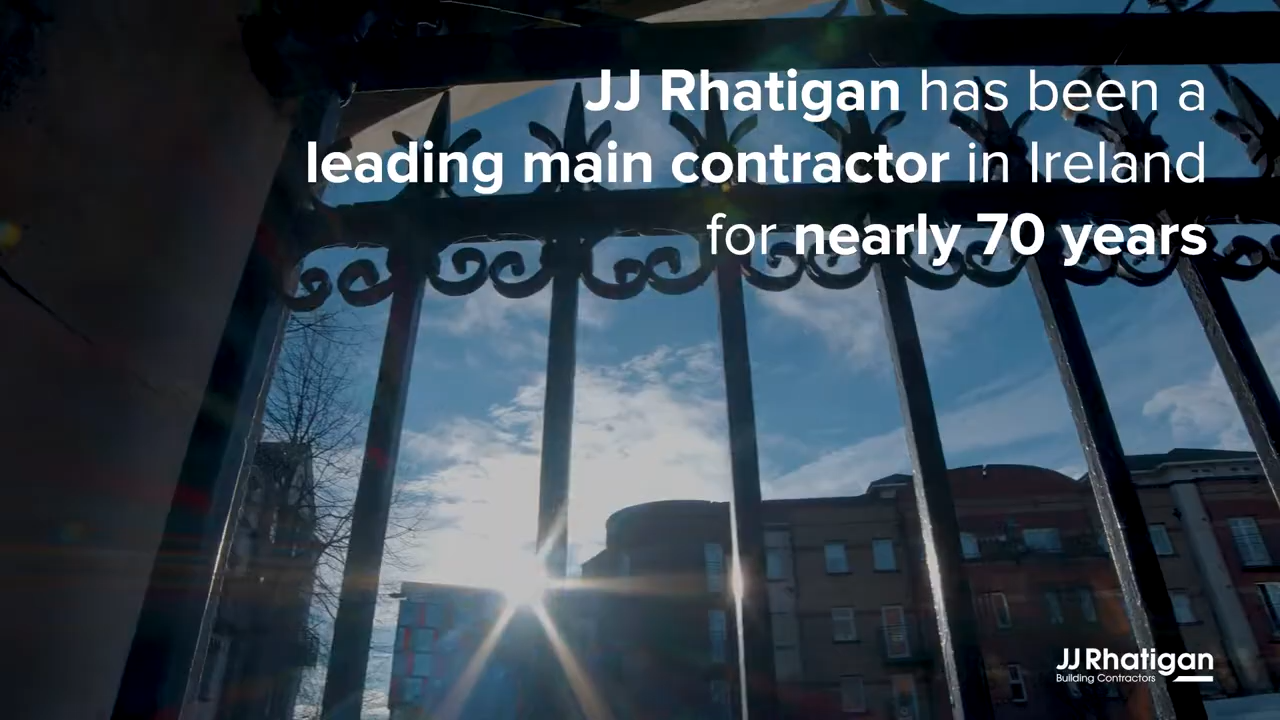 JJ Rhatigan has been a
leading main contractor in Ireland
for nearly 70 years
JJ Rhatigan
Building Contractors